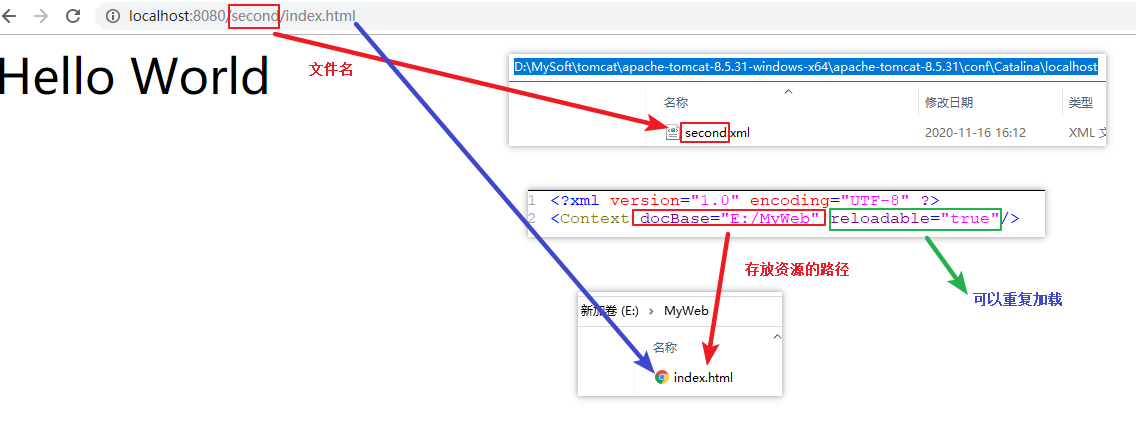 localhost:8080/second/index.html
Hello World
文件名
D:\MySoft\tomcat\apache-tomcat-8.5.31-windows-x64\apache-tomcat-8.5.31\conf\Catalina\localhost
名称 修改日期 类型
second.xml 2020-11-16 16:12 XML 文
1 <?xml version="1.0" encoding="UTF-8" ?>
2 <Context docBase="E:/MyWeb" reloadable="true"/>
存放资源的路径
可以重复加载
新加卷 (E:) › MyWeb
名称
index.html